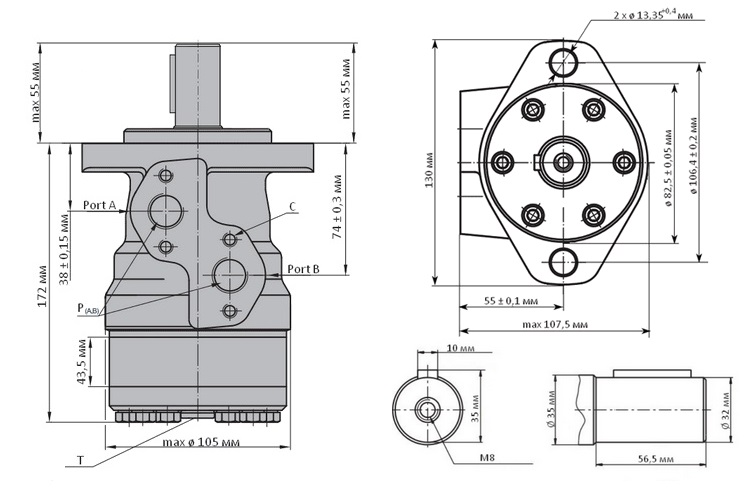 max 55 мм
max 55 мм
172 мм
38 ± 0,15 мм
74 ± 0,3 мм
43,5 мм
Port A
C
Port B
P (A,B)
max ø 105 мм
T
2 x ø 13,35 +0,4 мм
130 мм
ø 82,5 ± 0,05 мм
ø 106,4 ± 0,2 мм
55 ± 0,1 мм
max 107,5 мм
10 мм
35 мм
M8
Ø 35 мм
Ø 32 мм
56,5 мм